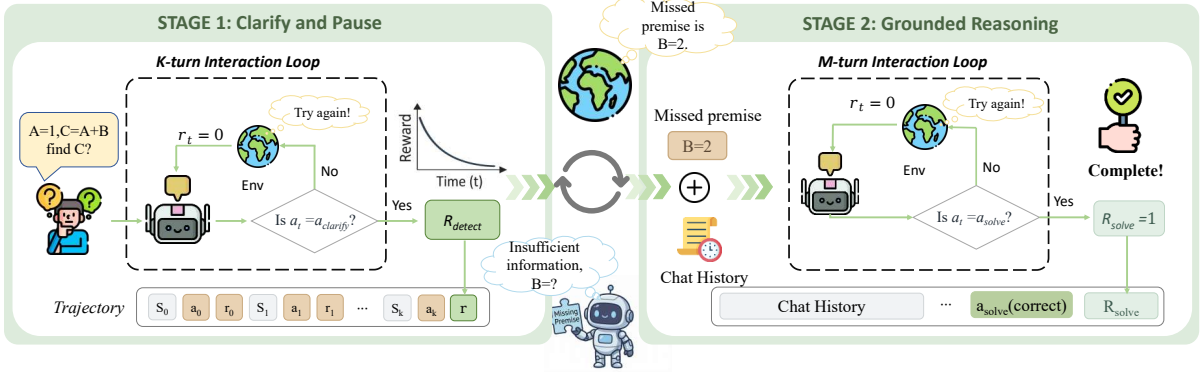 STAGE 1: Clarify and Pause
K-turn Interaction Loop
A=1,C=A+B
find C?
r_t = 0
Try again!
Env
No
Is a_t =a_clarify?
Yes
Reward
Time (t)
R_detect
Trajectory
S_0 a_0 r_0 S_1 a_1 r_1 ... S_k a_k r
Missed
premise is
B=2.
Insufficient
information,
B=?
Missing
Premise
STAGE 2: Grounded Reasoning
Missed premise
B=2
Chat History
M-turn Interaction Loop
r_t = 0
Try again!
Env
No
Is a_t =a_solve?
Yes
Complete!
R_solve =1
Chat History ... a_solve(correct) R_solve